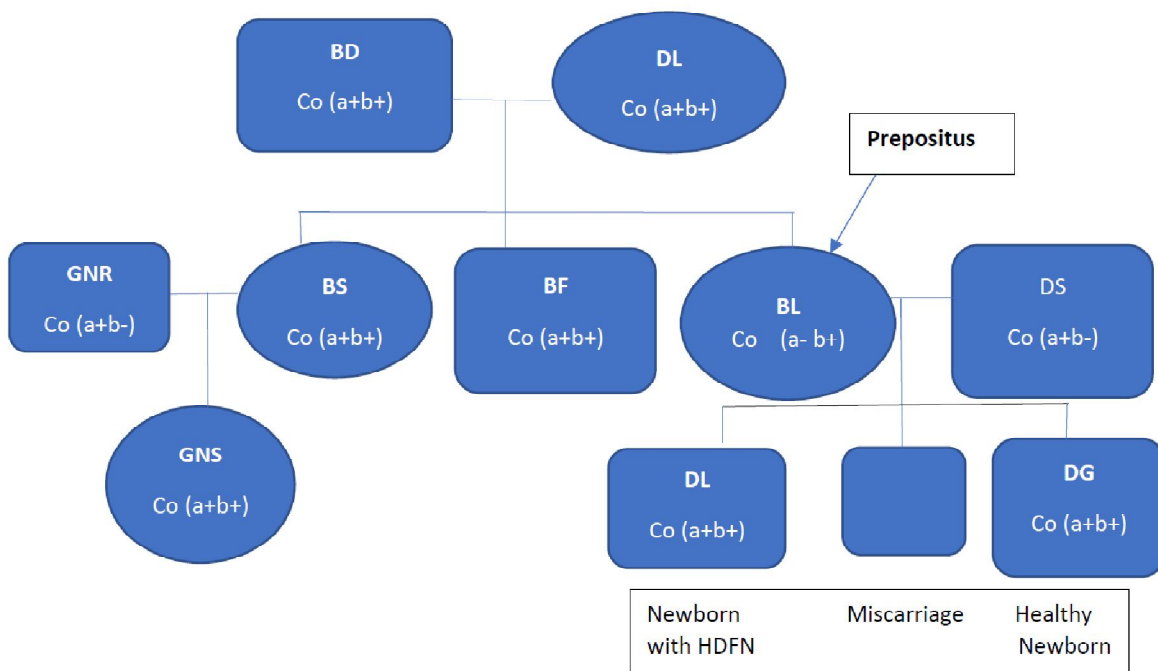 BD
Co (a+b+)
DL
Co (a+b+)
Prepositus
GNR
Co (a+b-)
BS
Co (a+b+)
BF
Co (a+b+)
BL
Co (a- b+)
DS
Co (a+b-)
GNS
Co (a+b+)
DL
Co (a+b+)
DG
Co (a+b+)
Newborn
with HDFN
Miscarriage
Healthy
Newborn